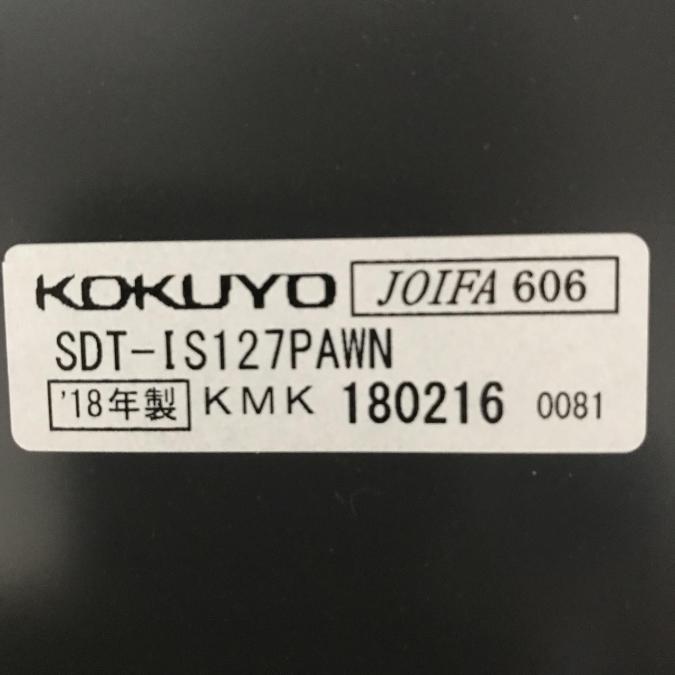 KOKUYO JOIFA 606
SDT-IS127PAWN
'18年製 KMK 180216 0081